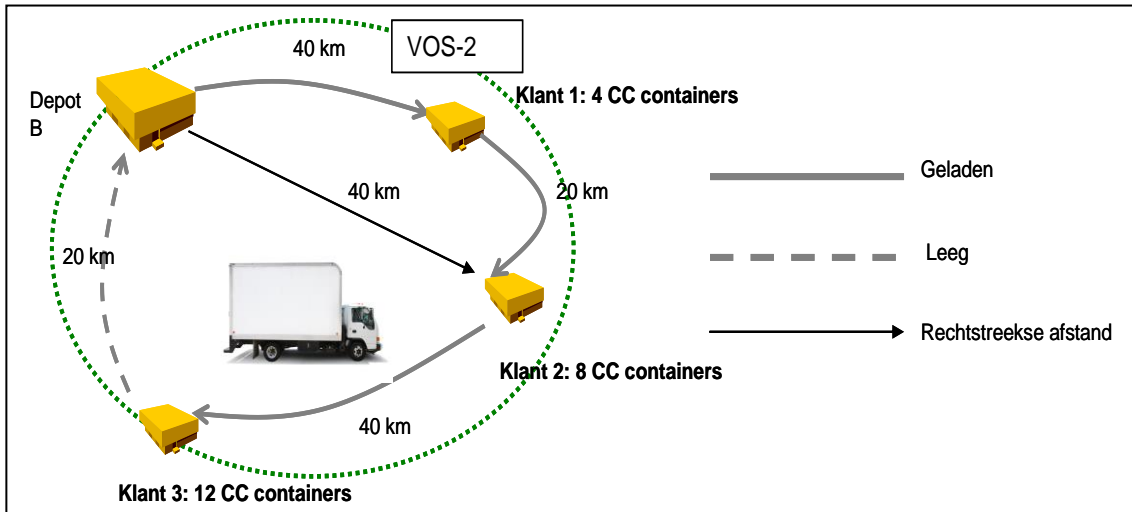 40 km
VOS-2
Depot
B
Klant 1: 4 CC containers
Geladen
40 km
20 km
20 km
Leeg
Rechtstreekse afstand
Klant 2: 8 CC containers
40 km
Klant 3: 12 CC containers